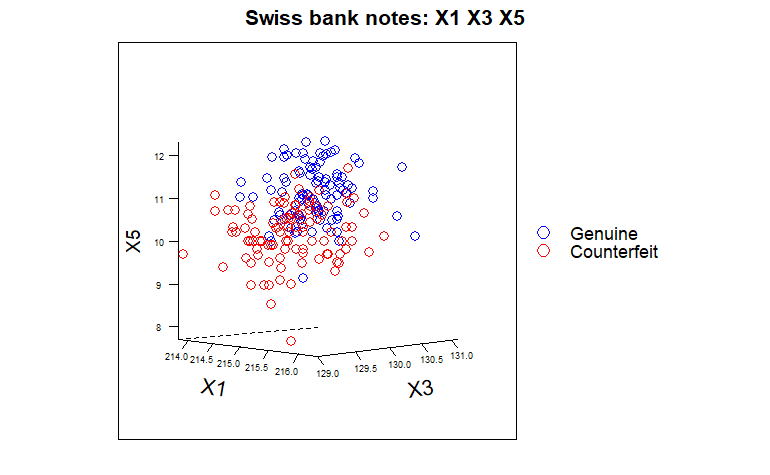 Swiss bank notes: X1 X3 X5
12
11
10
9
8
X5
214.0 214.5 215.0 215.5 216.0
129.0 129.5 130.0 130.5 131.0
X1
X3
Genuine
Counterfeit